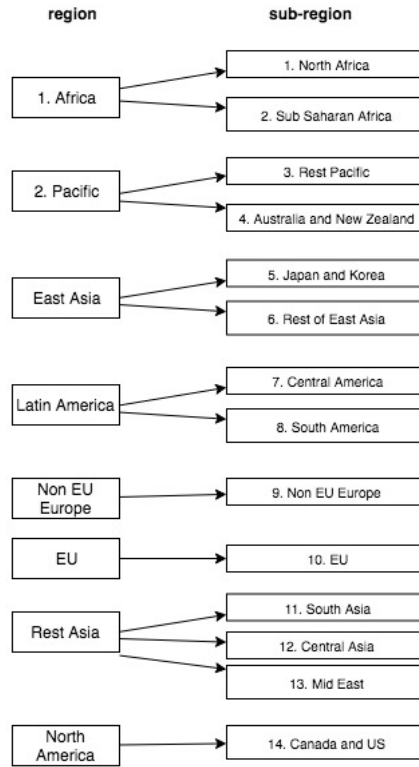 region
sub-region
1. Africa
1. North Africa
2. Sub Saharan Africa
2. Pacific
3. Rest Pacific
4. Australia and New Zealand
East Asia
5. Japan and Korea
6. Rest of East Asia
Latin America
7. Central America
8. South America
Non EU
Europe
9. Non EU Europe
EU
10. EU
Rest Asia
11. South Asia
12. Central Asia
13. Mid East
North
America
14. Canada and US